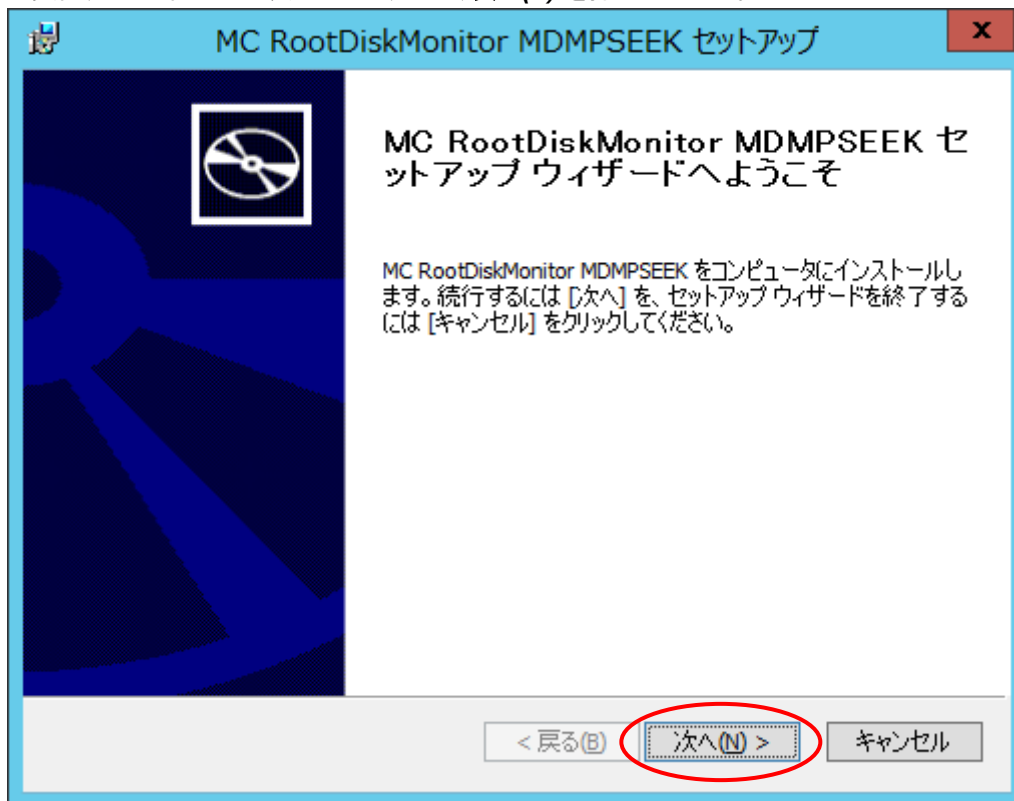 MC RootDiskMonitor MDMPSEEK セットアップ
x
MC RootDiskMonitor MDMPSEEK セ
ットアップ ウィザードへようこそ
MC RootDiskMonitor MDMPSEEK をコンピュータにインストールし
ます。続行するには [次へ] を、セットアップ ウィザードを終了する
には [キャンセル] をクリックしてください。
< 戻る(B)
次へ(N) >
キャンセル